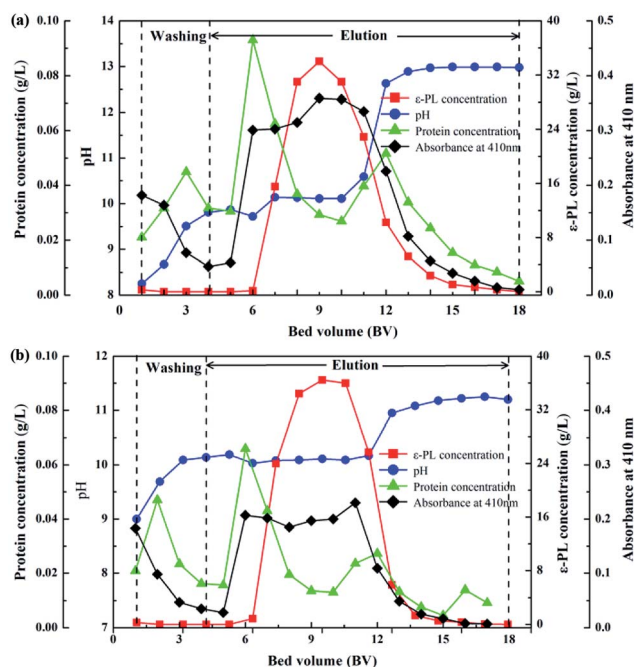 (a)
Washing
Elution
Protein concentration (g/L)
0.10
0.08
0.06
0.04
0.02
0.00
pH
14
13
12
11
10
9
8
ε-PL concentration
pH
Protein concentration
Absorbance at 410nm
40
32
24
16
8
0
ε-PL concentration (g/L)
0.5
0.4
0.3
0.2
0.1
0.0
Absorbance at 410 nm
0 3 6 9 12 15 18
Bed volume (BV)
(b)
Washing
Elution
Protein concentration (g/L)
0.10
0.08
0.06
0.04
0.02
0.00
pH
12
11
10
9
8
7
ε-PL concentration
pH
Protein concentration
Absorbance at 410nm
40
32
24
16
8
0
ε-PL concentration (g/L)
0.5
0.4
0.3
0.2
0.1
0.0
Absorbance at 410 nm
0 3 6 9 12 15 18
Bed volume (BV)